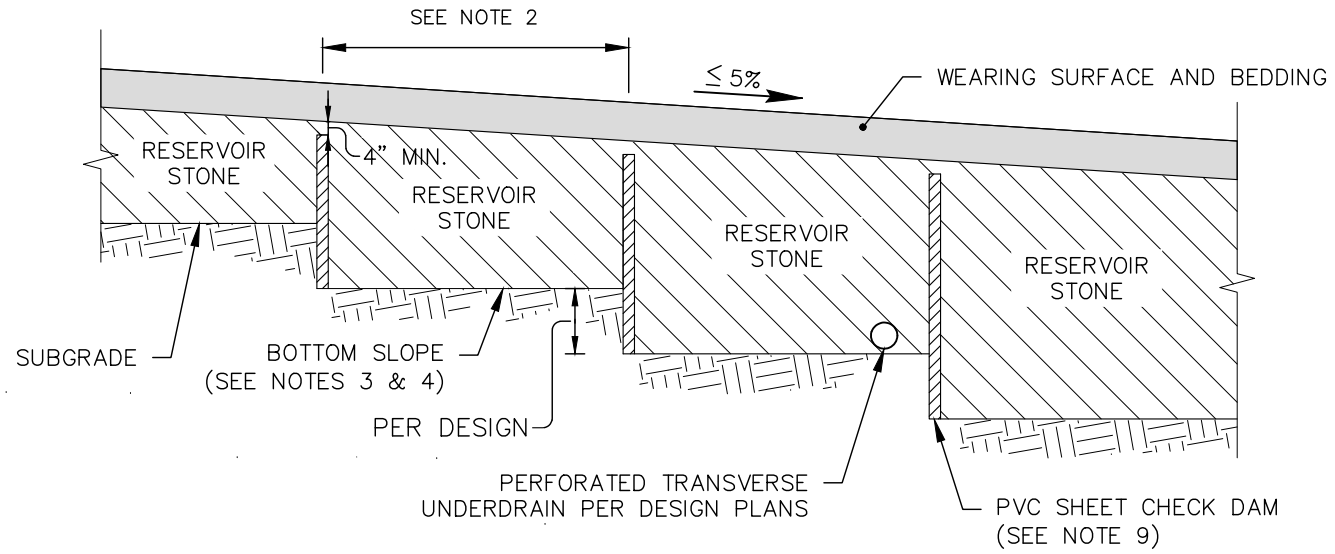 SEE NOTE 2
≤ 5%
WEARING SURFACE AND BEDDING
RESERVOIR
STONE
4" MIN.
RESERVOIR
STONE
RESERVOIR
STONE
RESERVOIR
STONE
SUBGRADE
BOTTOM SLOPE
(SEE NOTES 3 & 4)
PER DESIGN
PERFORATED TRANSVERSE
UNDERDRAIN PER DESIGN PLANS
PVC SHEET CHECK DAM
(SEE NOTE 9)